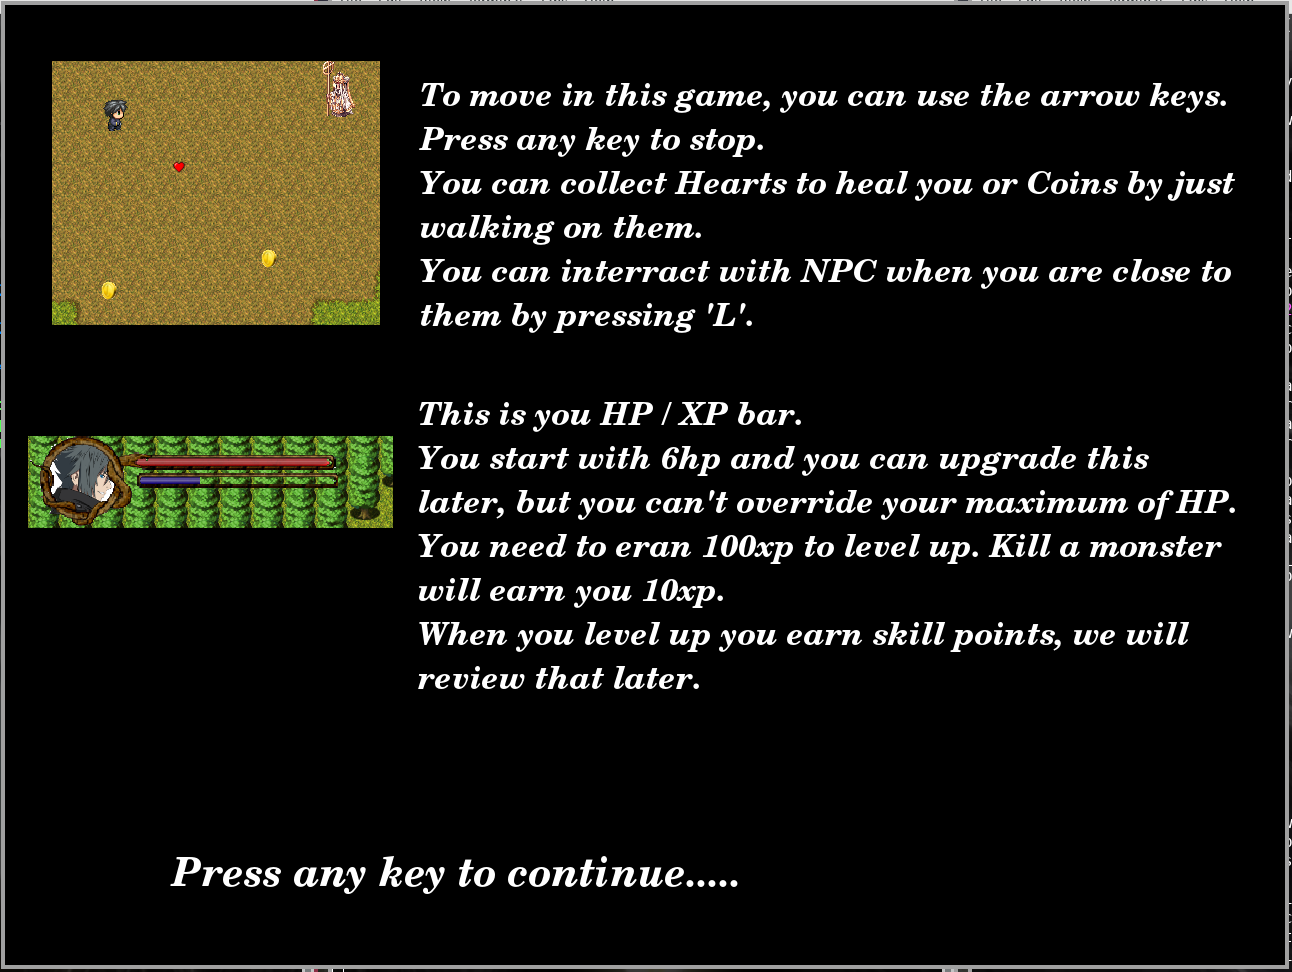 To move in this game, you can use the arrow keys.
Press any key to stop.
You can collect Hearts to heal you or Coins by just
walking on them.
You can interract with NPC when you are close to
them by pressing 'L'.
This is you HP / XP bar.
You start with 6hp and you can upgrade this
later, but you can't override your maximum of HP.
You need to eran 100xp to level up. Kill a monster
will earn you 10xp.
When you level up you earn skill points, we will
review that later.
Press any key to continue.....